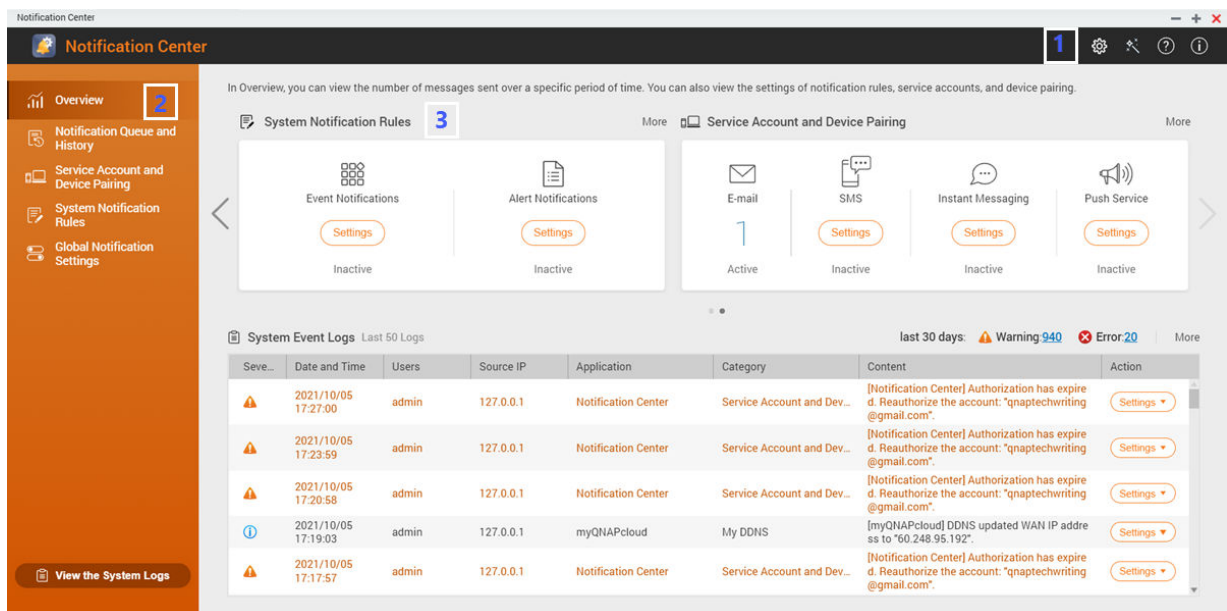 Notification Center
Notification Center
1
Overview
2
Notification Queue and
History
Service Account and
Device Pairing
System Notification
Rules
Global Notification
Settings
View the System Logs
In Overview, you can view the number of messages sent over a specific period of time. You can also view the settings of notification rules, service accounts, and device pairing.
System Notification Rules 3 More
Event Notifications Alert Notifications
Settings Settings
Inactive Inactive
Service Account and Device Pairing More
E-mail SMS Instant Messaging Push Service
1 Settings Settings Settings
Active Inactive Inactive Inactive
System Event Logs Last 50 Logs last 30 days: Warning:940 Error:20 More
Seve... Date and Time Users Source IP Application Category Content Action
2021/10/05
17:27:00
admin 127.0.0.1 Notification Center Service Account and Dev...
[Notification Center] Authorization has expire
d. Reauthorize the account: "qnaptechwriting
@gmail.com".
Settings
2021/10/05
17:23:59
admin 127.0.0.1 Notification Center Service Account and Dev...
[Notification Center] Authorization has expire
d. Reauthorize the account: "qnaptechwriting
@gmail.com".
Settings
2021/10/05
17:20:58
admin 127.0.0.1 Notification Center Service Account and Dev...
[Notification Center] Authorization has expire
d. Reauthorize the account: "qnaptechwriting
@gmail.com".
Settings
2021/10/05
17:19:03
admin 127.0.0.1 myQNAPcloud My DDNS
[myQNAPcloud] DDNS updated WAN IP addre
ss to "60.248.95.192".
Settings
2021/10/05
17:17:57
admin 127.0.0.1 Notification Center Service Account and Dev...
[Notification Center] Authorization has expire
d. Reauthorize the account: "qnaptechwriting
@gmail.com".
Settings